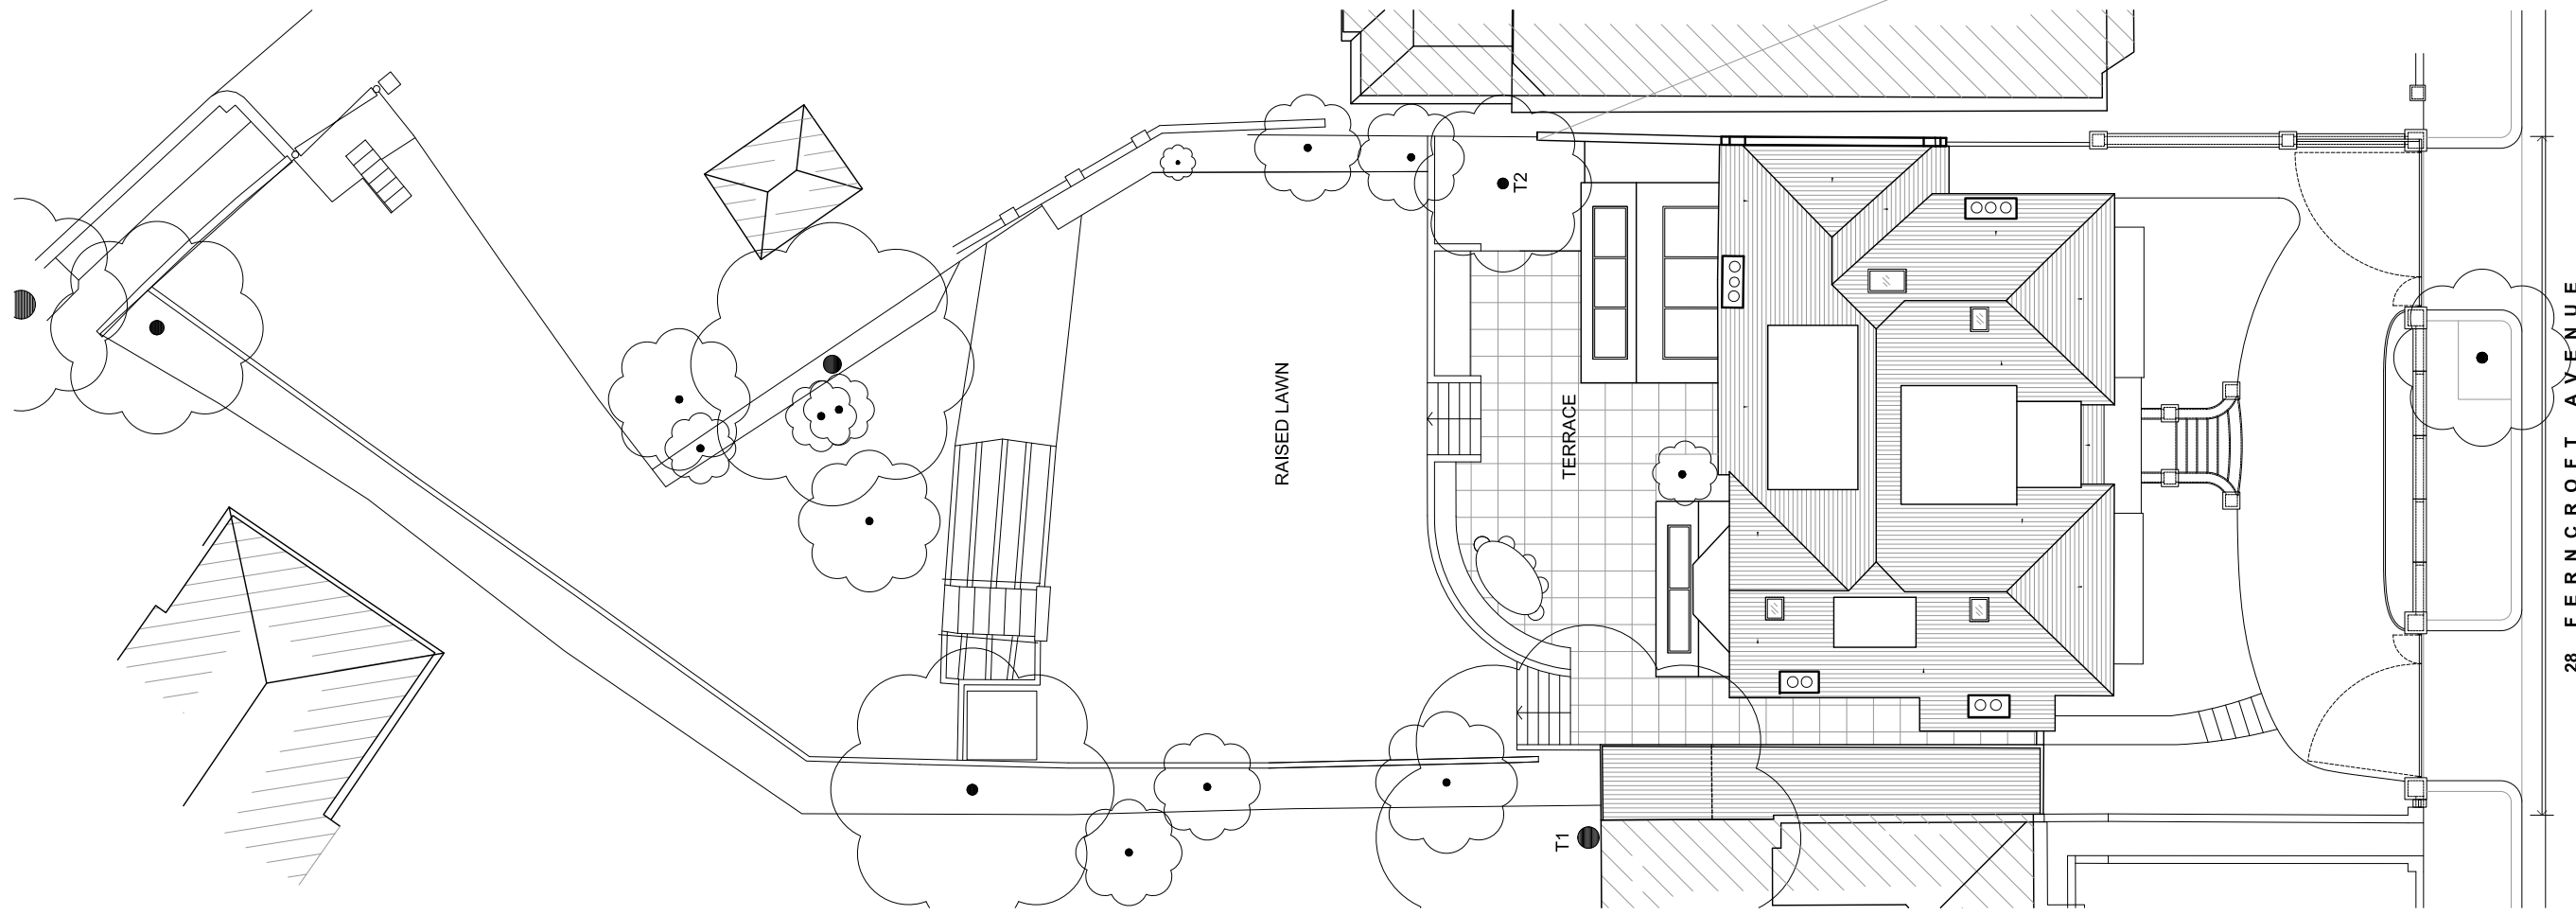 T2
RAISED LAWN
TERRACE
T1
28 FERNCROFT AVENUE